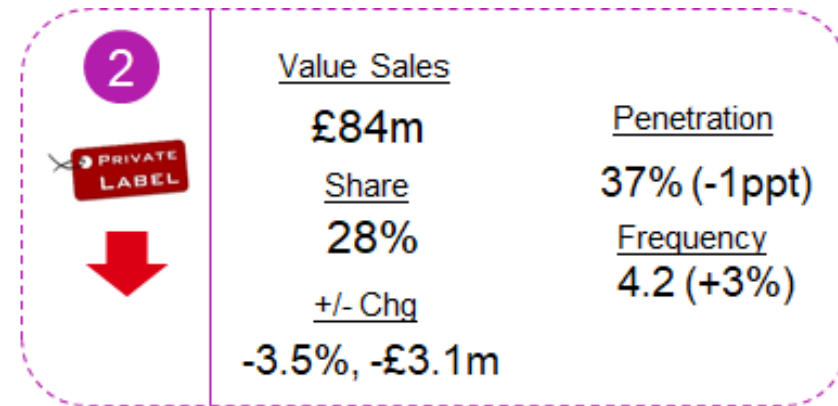 2
PRIVATE
LABEL
Value Sales
£84m
Share
28%
+/- Chg
-3.5%, -£3.1m
Penetration
37% (-1ppt)
Frequency
4.2 (+3%)